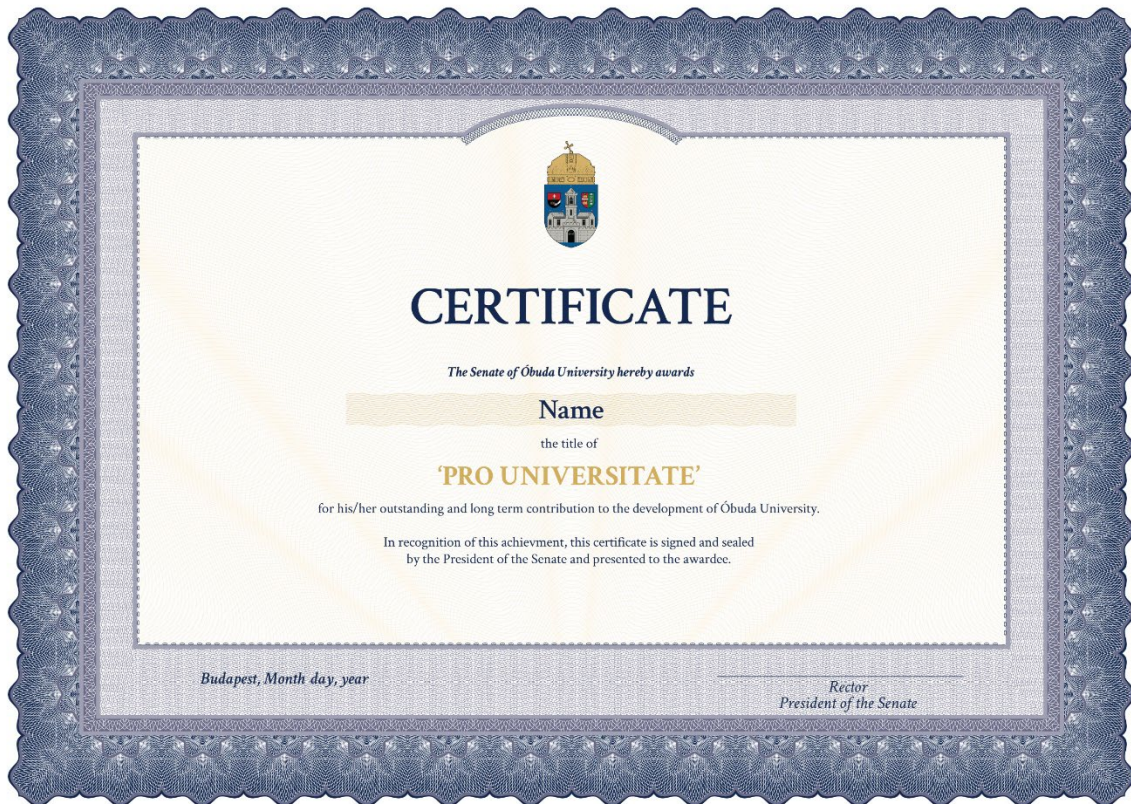 CERTIFICATE
The Senate of Óbuda University hereby awards
Name
the title of
‘PRO UNIVERSITATE’
for his/her outstanding and long term contribution to the development of Óbuda University.
In recognition of this achievment, this certificate is signed and sealed
by the President of the Senate and presented to the awardee.
Budapest, Month day, year
Rector
President of the Senate